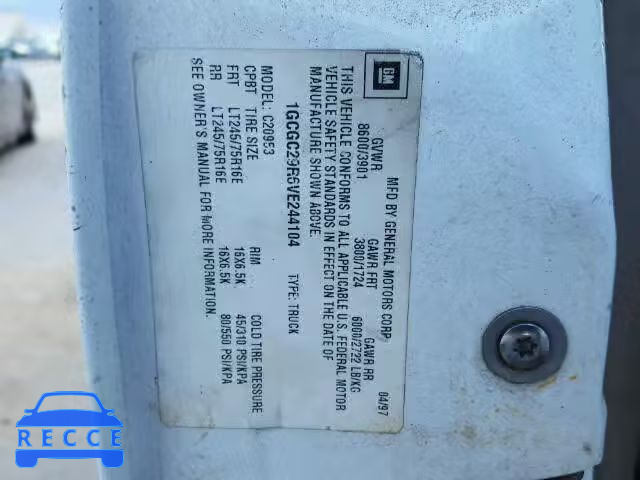 GM
MFD BY GENERAL MOTORS CORP
04/97
GVWR GAWR FRT GAWR RR
8600/3901 3800/1724 6000/2722 LB/KG
THIS VEHICLE CONFORMS TO ALL APPLICABLE U.S. FEDERAL MOTOR
VEHICLE SAFETY STANDARDS IN EFFECT ON THE DATE OF
MANUFACTURE SHOWN ABOVE.
1GCGC29R6VE244104 TYPE: TRUCK
MODEL: C20953
CPBT TIRE SIZE RIM COLD TIRE PRESSURE
FRT LT245/75R16E 16X6.5K 45/310 PSI/KPA
RR LT245/75R16E 16X6.5K 80/550 PSI/KPA
SEE OWNER'S MANUAL FOR MORE INFORMATION.
RECCE